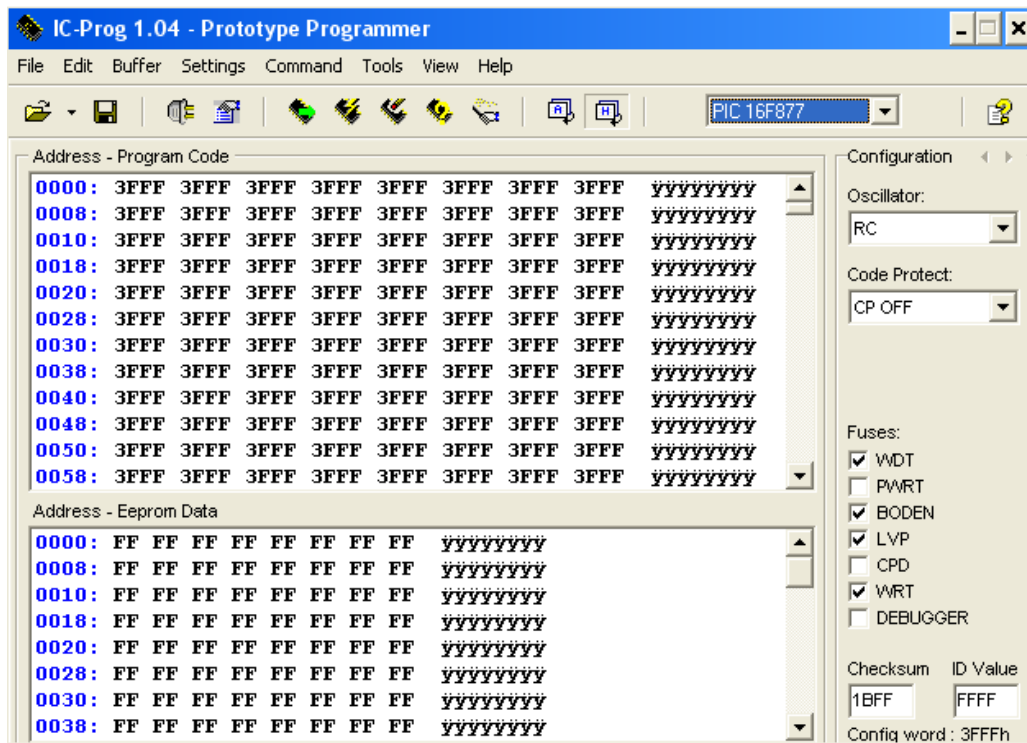 IC-Prog 1.04 - Prototype Programmer
File Edit Buffer Settings Command Tools View Help
PIC 16F877
Address - Program Code
0000: 3FFF 3FFF 3FFF 3FFF 3FFF 3FFF 3FFF 3FFF ÿÿÿÿÿÿÿÿ
0008: 3FFF 3FFF 3FFF 3FFF 3FFF 3FFF 3FFF 3FFF ÿÿÿÿÿÿÿÿ
0010: 3FFF 3FFF 3FFF 3FFF 3FFF 3FFF 3FFF 3FFF ÿÿÿÿÿÿÿÿ
0018: 3FFF 3FFF 3FFF 3FFF 3FFF 3FFF 3FFF 3FFF ÿÿÿÿÿÿÿÿ
0020: 3FFF 3FFF 3FFF 3FFF 3FFF 3FFF 3FFF 3FFF ÿÿÿÿÿÿÿÿ
0028: 3FFF 3FFF 3FFF 3FFF 3FFF 3FFF 3FFF 3FFF ÿÿÿÿÿÿÿÿ
0030: 3FFF 3FFF 3FFF 3FFF 3FFF 3FFF 3FFF 3FFF ÿÿÿÿÿÿÿÿ
0038: 3FFF 3FFF 3FFF 3FFF 3FFF 3FFF 3FFF 3FFF ÿÿÿÿÿÿÿÿ
0040: 3FFF 3FFF 3FFF 3FFF 3FFF 3FFF 3FFF 3FFF ÿÿÿÿÿÿÿÿ
0048: 3FFF 3FFF 3FFF 3FFF 3FFF 3FFF 3FFF 3FFF ÿÿÿÿÿÿÿÿ
0050: 3FFF 3FFF 3FFF 3FFF 3FFF 3FFF 3FFF 3FFF ÿÿÿÿÿÿÿÿ
0058: 3FFF 3FFF 3FFF 3FFF 3FFF 3FFF 3FFF 3FFF ÿÿÿÿÿÿÿÿ
Address - Eeprom Data
0000: FF FF FF FF FF FF FF FF ÿÿÿÿÿÿÿÿ
0008: FF FF FF FF FF FF FF FF ÿÿÿÿÿÿÿÿ
0010: FF FF FF FF FF FF FF FF ÿÿÿÿÿÿÿÿ
0018: FF FF FF FF FF FF FF FF ÿÿÿÿÿÿÿÿ
0020: FF FF FF FF FF FF FF FF ÿÿÿÿÿÿÿÿ
0028: FF FF FF FF FF FF FF FF ÿÿÿÿÿÿÿÿ
0030: FF FF FF FF FF FF FF FF ÿÿÿÿÿÿÿÿ
0038: FF FF FF FF FF FF FF FF ÿÿÿÿÿÿÿÿ
Configuration
Oscillator:
RC
Code Protect:
CP OFF
Fuses:
WDT
PWRT
BODEN
LVP
CPD
WRT
DEBUGGER
Checksum ID Value
1BFF FFFF
Config word : 3FFFh